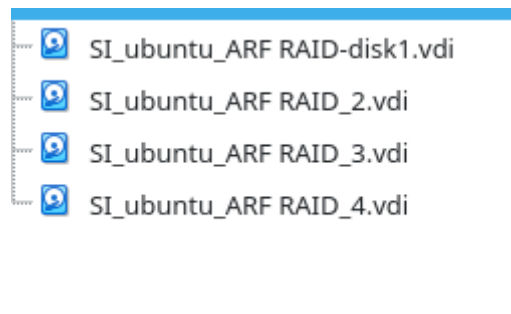 SI_ubuntu_ARF RAID-disk1.vdi
SI_ubuntu_ARF RAID_2.vdi
SI_ubuntu_ARF RAID_3.vdi
SI_ubuntu_ARF RAID_4.vdi